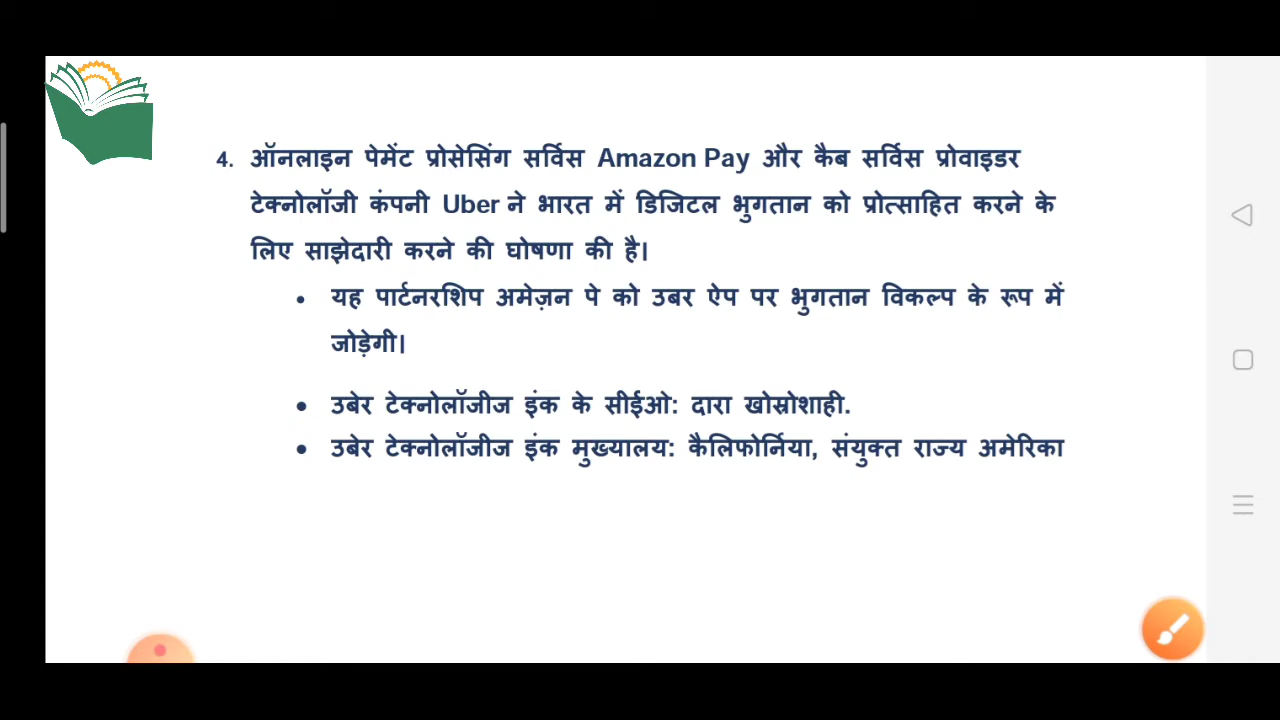 4. ऑनलाइन पेमेंट प्रोसेसिंग सर्विस Amazon Pay और कैब सर्विस प्रोवाइडर
टेक्नोलॉजी कंपनी Uber ने भारत में डिजिटल भुगतान को प्रोत्साहित करने के
लिए साझेदारी करने की घोषणा की है।
• यह पार्टनरशिप अमेज़न पे को उबर ऐप पर भुगतान विकल्प के रूप में
जोड़ेगी।
• उबेर टेक्नोलॉजीज इंक के सीईओ: दारा खोस्रोशाही.
• उबेर टेक्नोलॉजीज इंक मुख्यालय: कैलिफोर्निया, संयुक्त राज्य अमेरिका